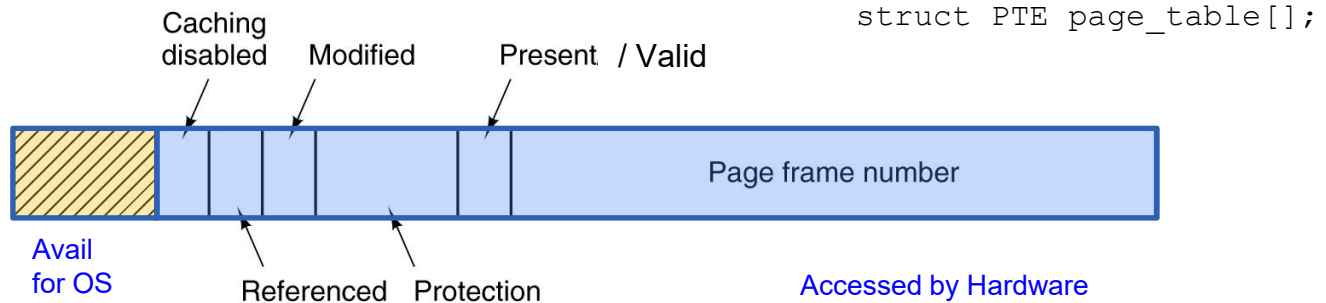 struct PTE page_table[];
Caching
disabled
Modified
Present / Valid
Page frame number
Avail
for OS
Referenced
Protection
Accessed by Hardware